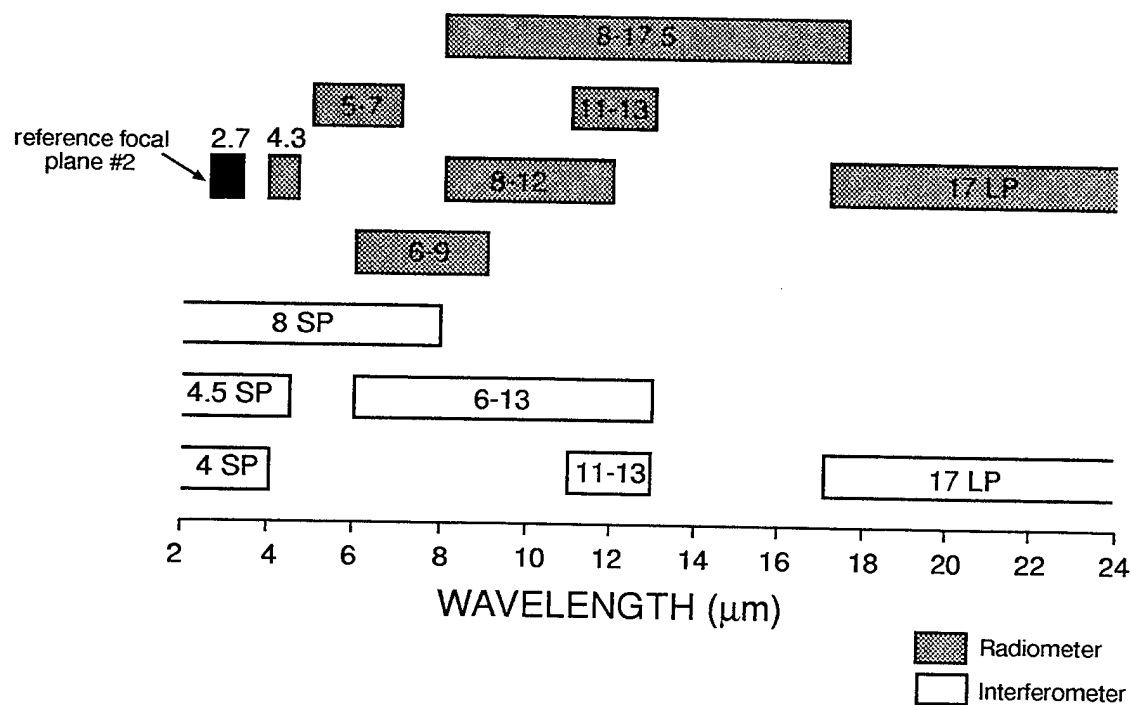 8-17.5
5-7
11-13
reference focal
plane #2
2.7
4.3
8-12
17 LP
6-9
8 SP
4.5 SP
6-13
4 SP
11-13
17 LP
2 4 6 8 10 12 14 16 18 20 22 24
WAVELENGTH (μm)
Radiometer
Interferometer